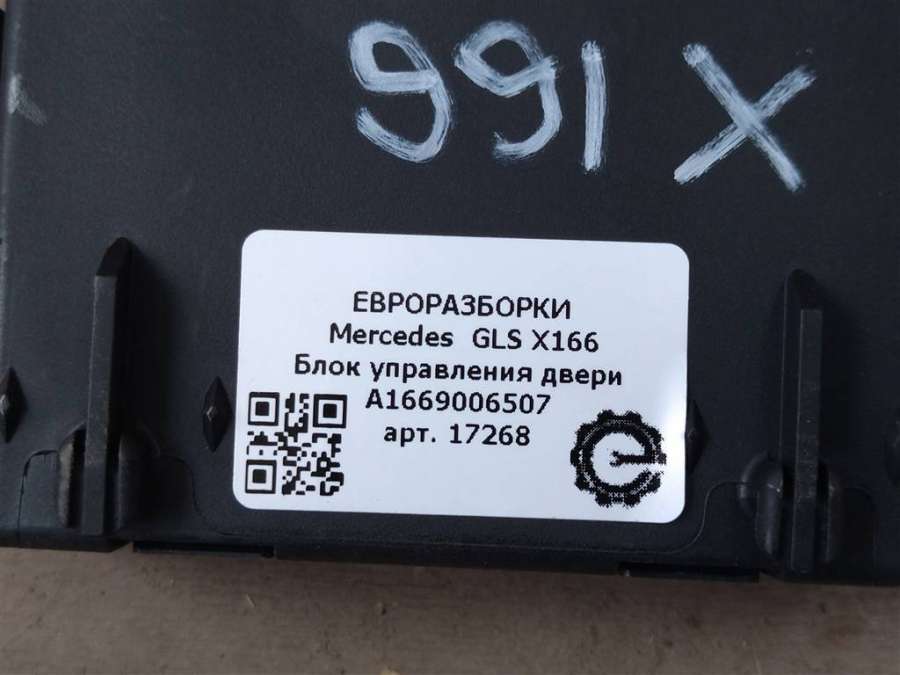 X166
ЕВРОРАЗБОРКИ
Mercedes GLS X166
Блок управления двери
A1669006507
арт. 17268